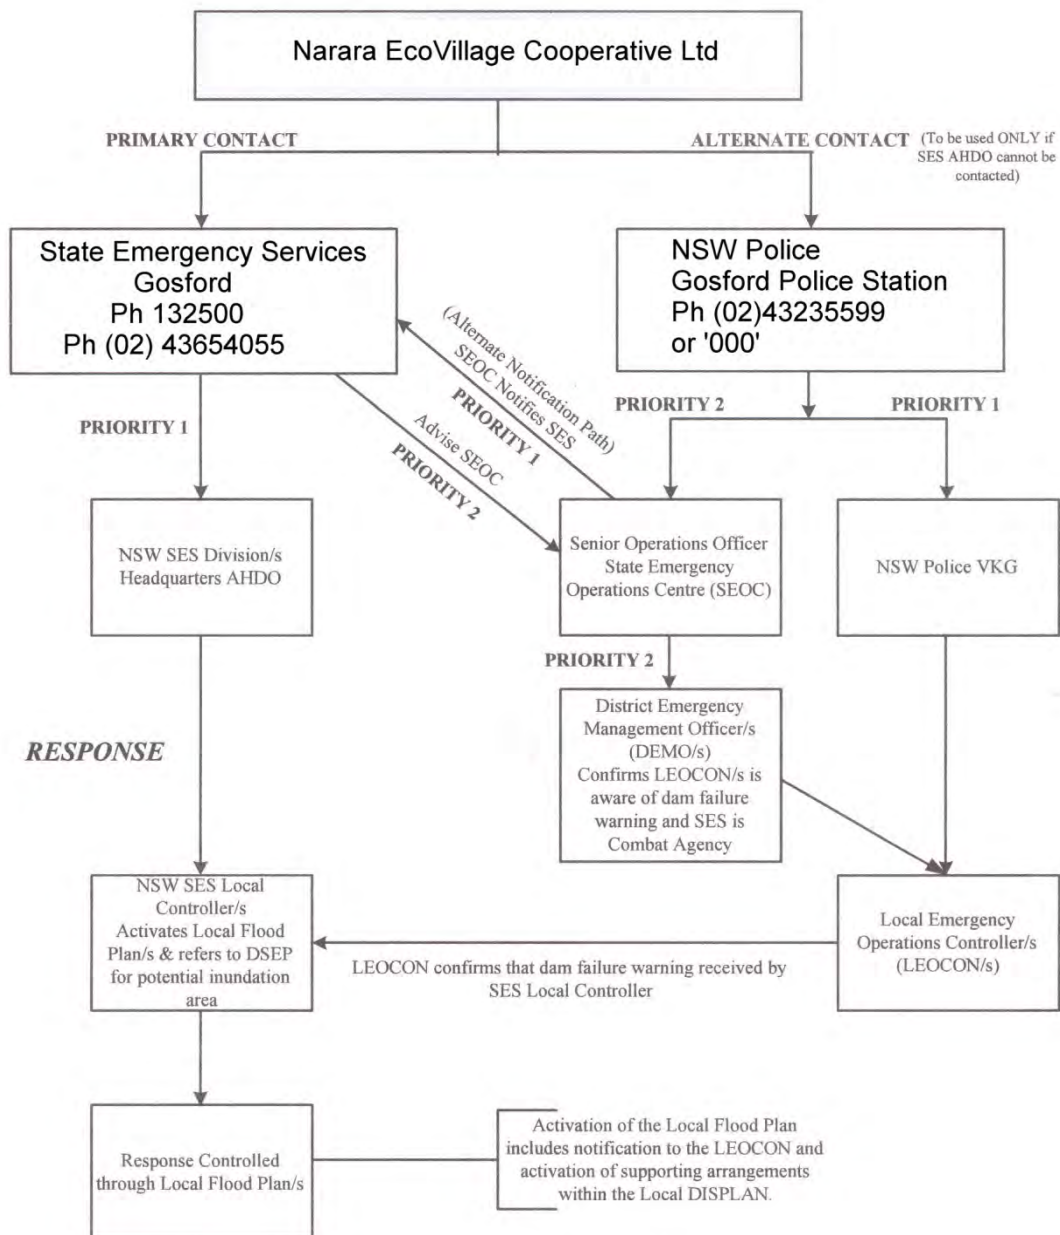 Narara EcoVillage Cooperative Ltd
PRIMARY CONTACT
ALTERNATE CONTACT
(To be used ONLY if
SES AHDO cannot be
contacted)
State Emergency Services
Gosford
Ph 132500
Ph (02) 43654055
NSW Police
Gosford Police Station
Ph (02)43235599
or '000'
(Alternate Notification Path)
SEOC Notifies SES
PRIORITY 1
Advise SEOC
PRIORITY 2
PRIORITY 1
PRIORITY 2
PRIORITY 1
NSW SES Division/s
Headquarters AHDO
Senior Operations Officer
State Emergency
Operations Centre (SEOC)
NSW Police VKG
PRIORITY 2
District Emergency
Management Officer/s
(DEMO/s)
Confirms LEOCON/s is
aware of dam failure
warning and SES is
Combat Agency
RESPONSE
NSW SES Local
Controller/s
Activates Local Flood
Plan/s & refers to DSEP
for potential inundation
area
Local Emergency
Operations Controller/s
(LEOCON/s)
LEOCON confirms that dam failure warning received by
SES Local Controller
Response Controlled
through Local Flood Plan/s
Activation of the Local Flood Plan
includes notification to the LEOCON and
activation of supporting arrangements
within the Local DISPLAN.